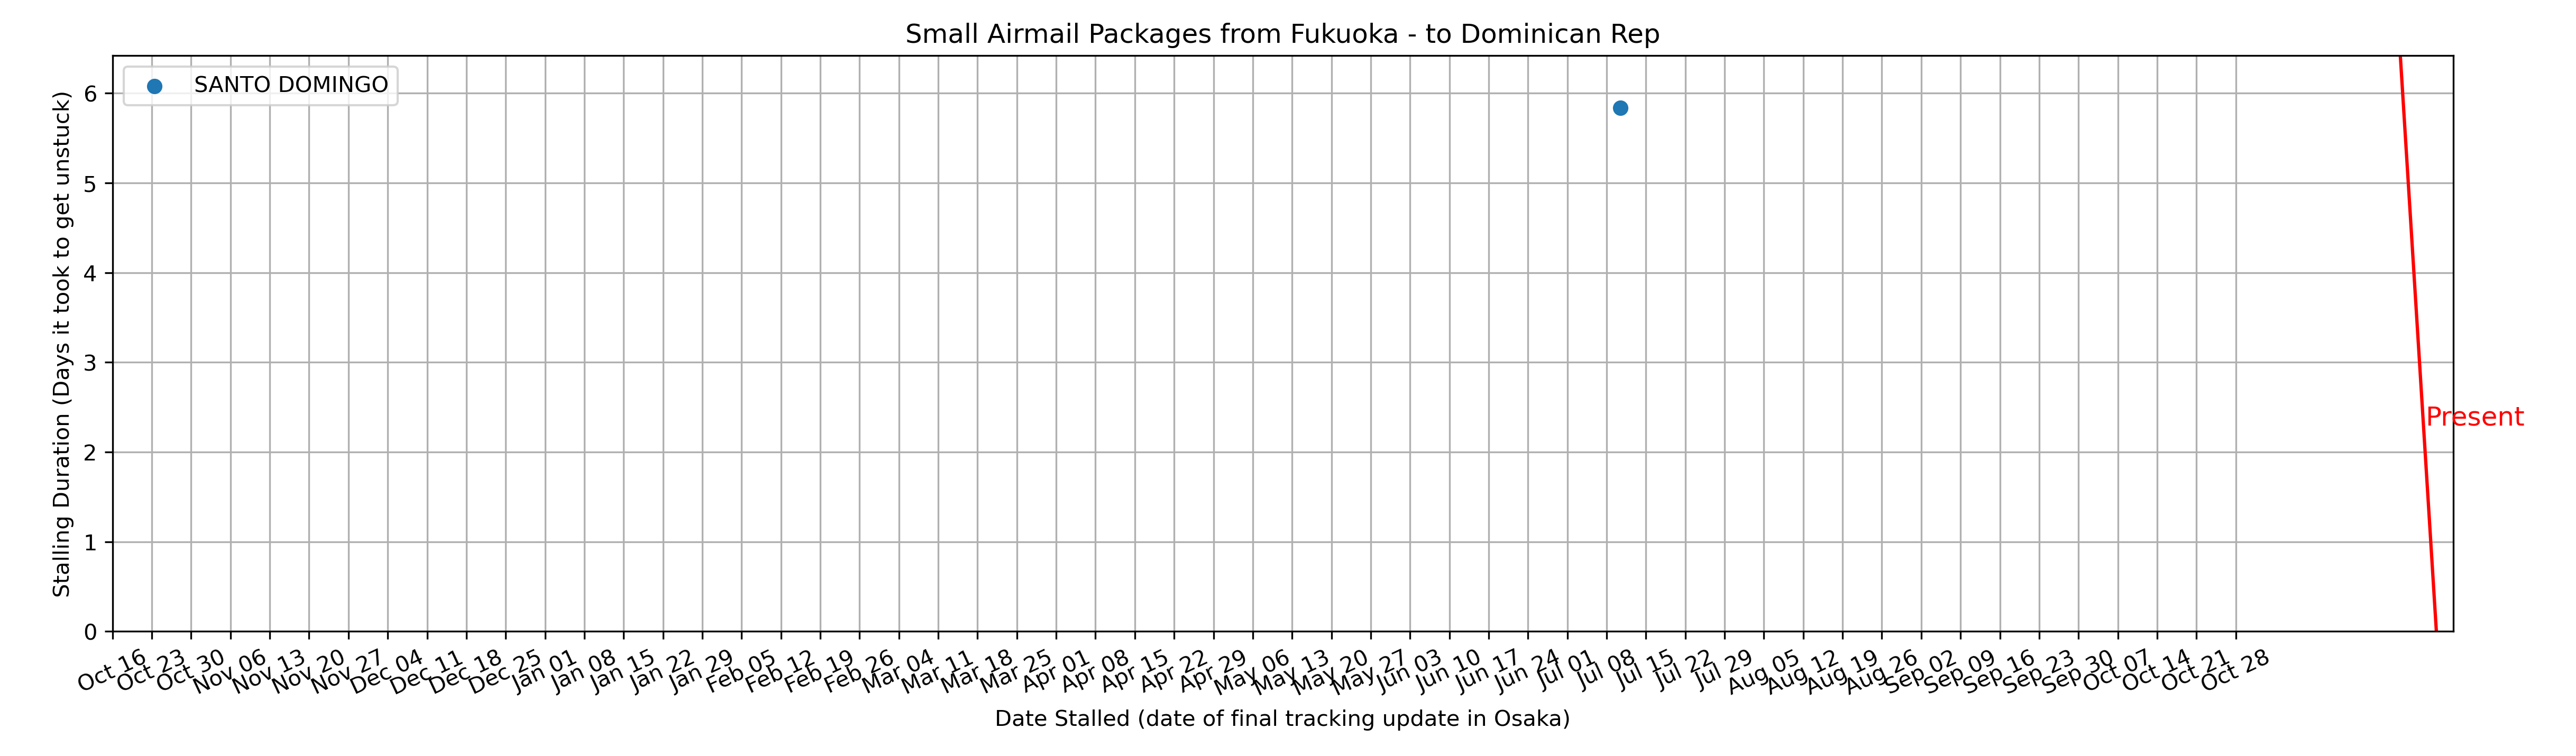 Small Airmail Packages from Fukuoka - to Dominican Rep
SANTO DOMINGO
Stalling Duration (Days it took to get unstuck)
6
5
4
3
2
1
0
Present
Oct 16
Oct 23
Oct 30
Nov 06
Nov 13
Nov 20
Nov 27
Dec 04
Dec 11
Dec 18
Dec 25
Jan 01
Jan 08
Jan 15
Jan 22
Jan 29
Feb 05
Feb 12
Feb 19
Feb 26
Mar 04
Mar 11
Mar 18
Mar 25
Apr 01
Apr 08
Apr 15
Apr 22
Apr 29
May 06
May 13
May 20
May 27
Jun 03
Jun 10
Jun 17
Jun 24
Jul 01
Jul 08
Jul 15
Jul 22
Jul 29
Aug 05
Aug 12
Aug 19
Aug 26
Sep 02
Sep 09
Sep 16
Sep 23
Sep 30
Oct 07
Oct 14
Oct 21
Oct 28
Date Stalled (date of final tracking update in Osaka)